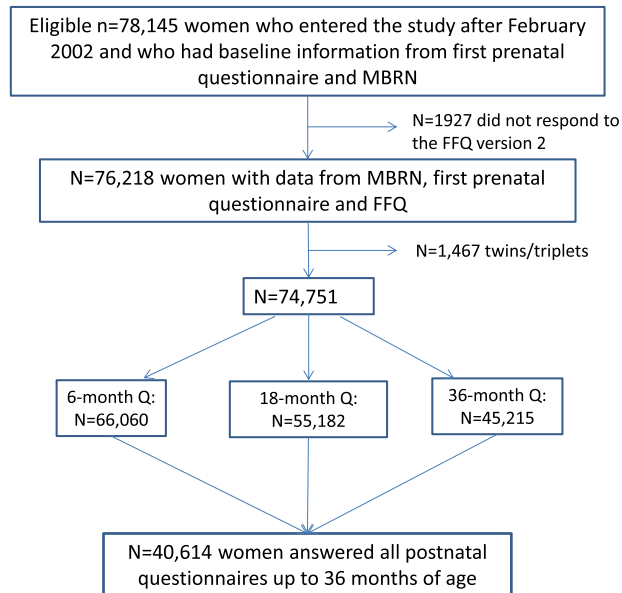 Eligible n=78,145 women who entered the study after February
2002 and who had baseline information from first prenatal
questionnaire and MBRN
N=1927 did not respond to
the FFQ version 2
N=76,218 women with data from MBRN, first prenatal
questionnaire and FFQ
N=1,467 twins/triplets
N=74,751
6-month Q:
N=66,060
18-month Q:
N=55,182
36-month Q:
N=45,215
N=40,614 women answered all postnatal
questionnaires up to 36 months of age